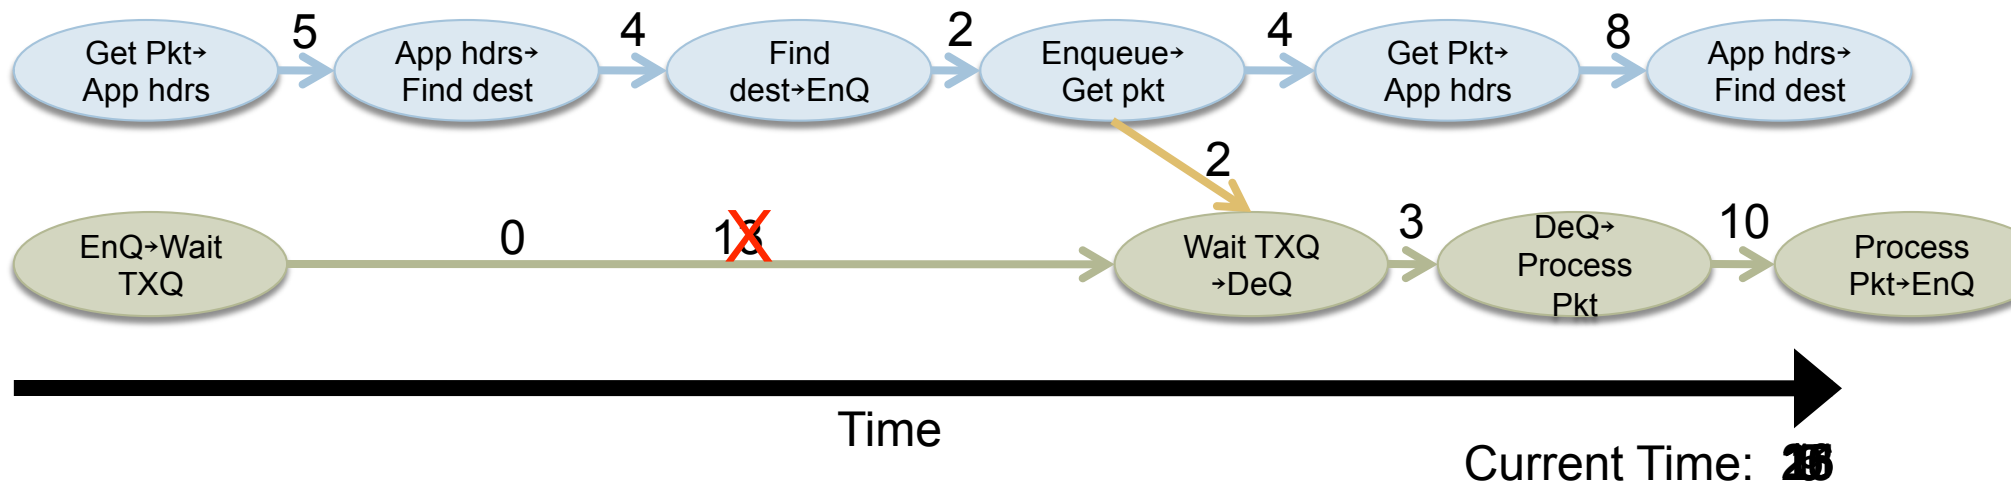 5 4 2 4 8
Get Pkt→ App hdrs→ Find Enqueue→ Get Pkt→ App hdrs→
App hdrs Find dest dest→EnQ Get pkt App hdrs Find dest
2
0 3 10
EnQ→Wait
TXQ
Wait TXQ
→DeQ
DeQ→
Process
Pkt
Process
Pkt→EnQ
X
Time
Current Time: